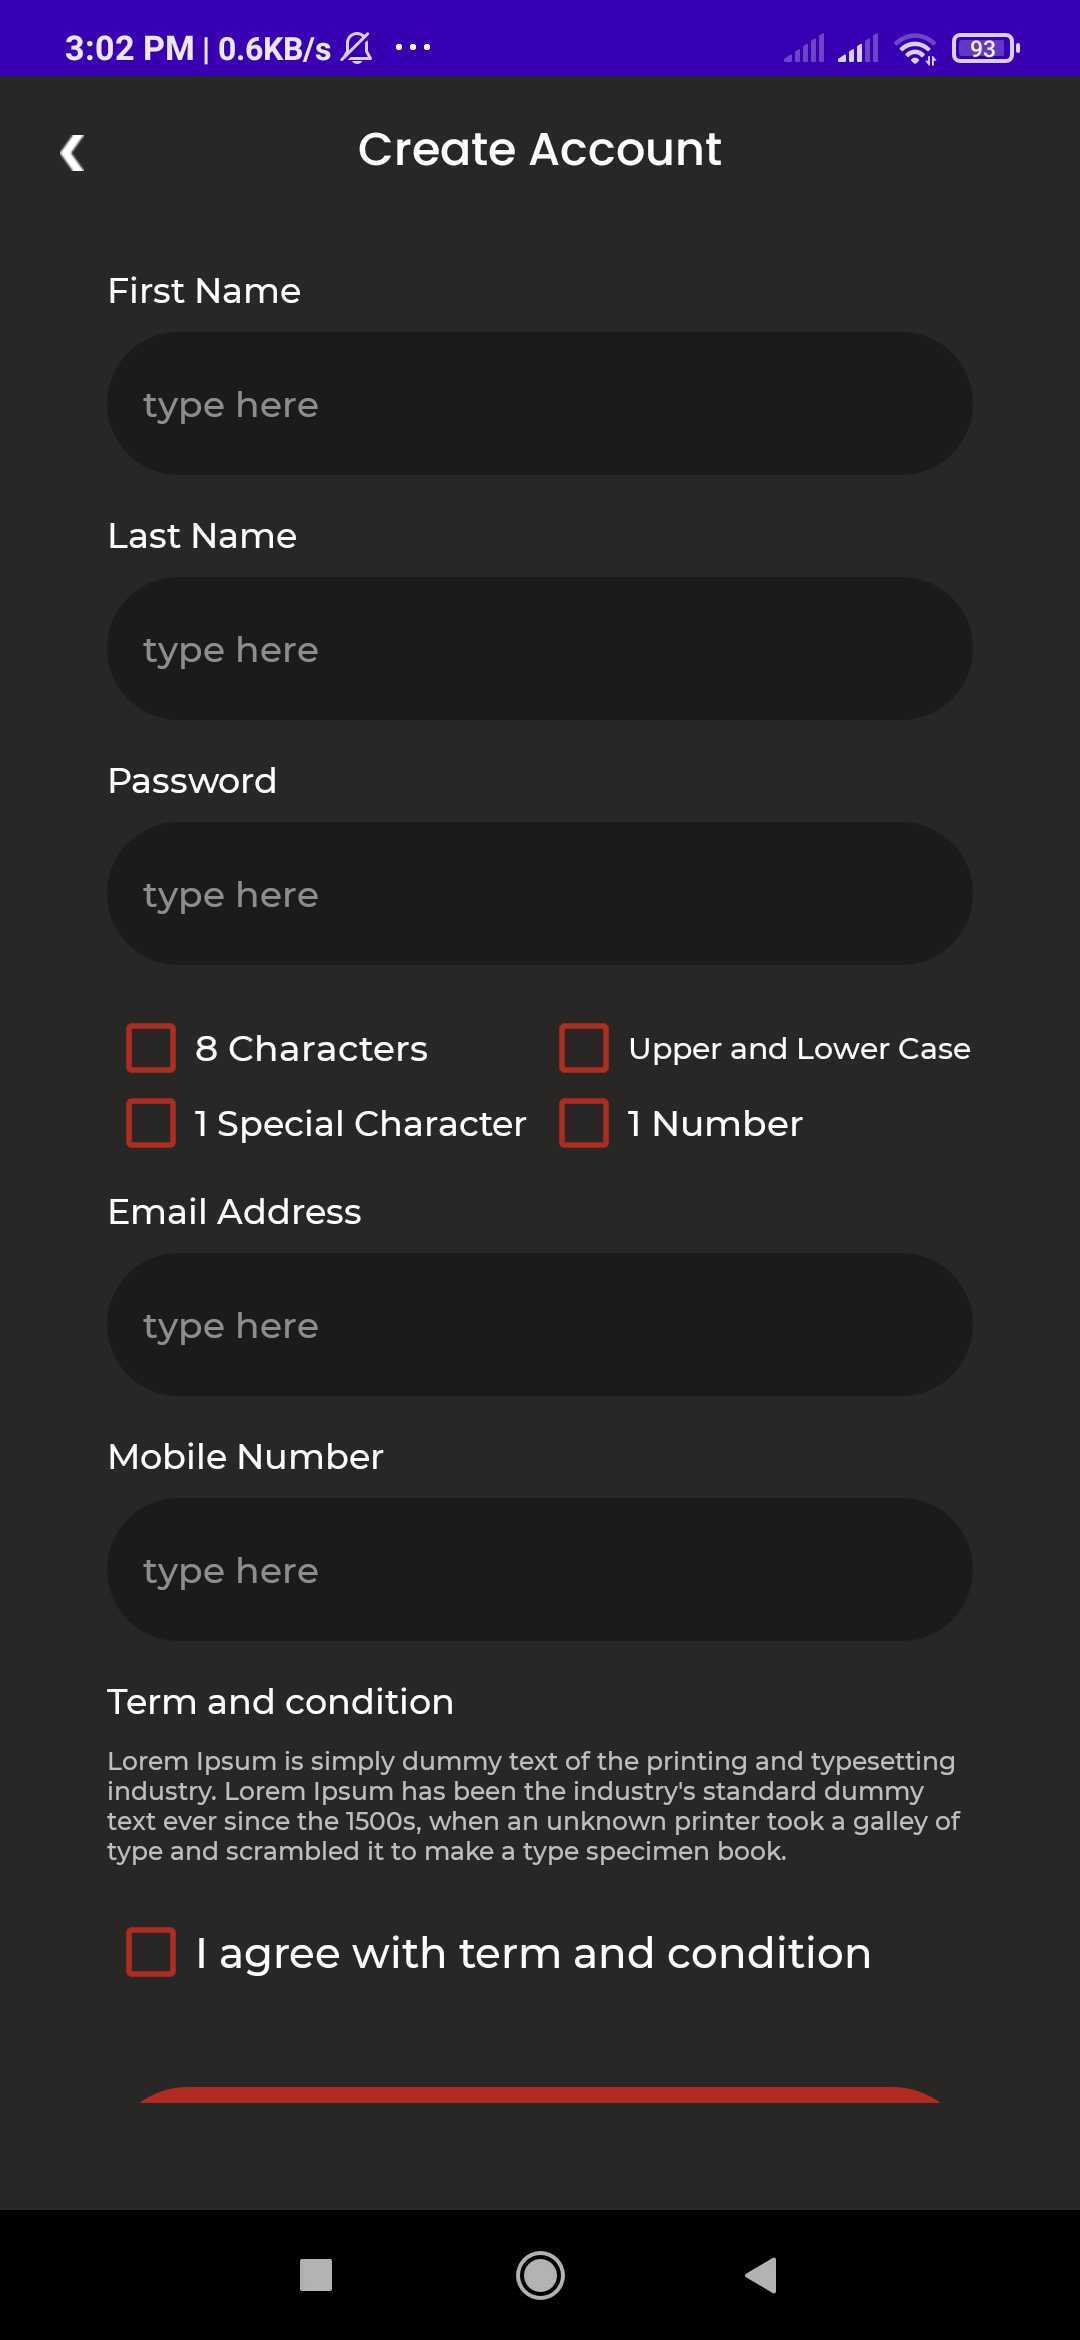 3:02 PM | 0.6KB/s ... 93
Create Account
First Name
type here
Last Name
type here
Password
type here
8 Characters Upper and Lower Case
1 Special Character 1 Number
Email Address
type here
Mobile Number
type here
Term and condition
Lorem Ipsum is simply dummy text of the printing and typesetting
industry. Lorem Ipsum has been the industry's standard dummy
text ever since the 1500s, when an unknown printer took a galley of
type and scrambled it to make a type specimen book.
I agree with term and condition